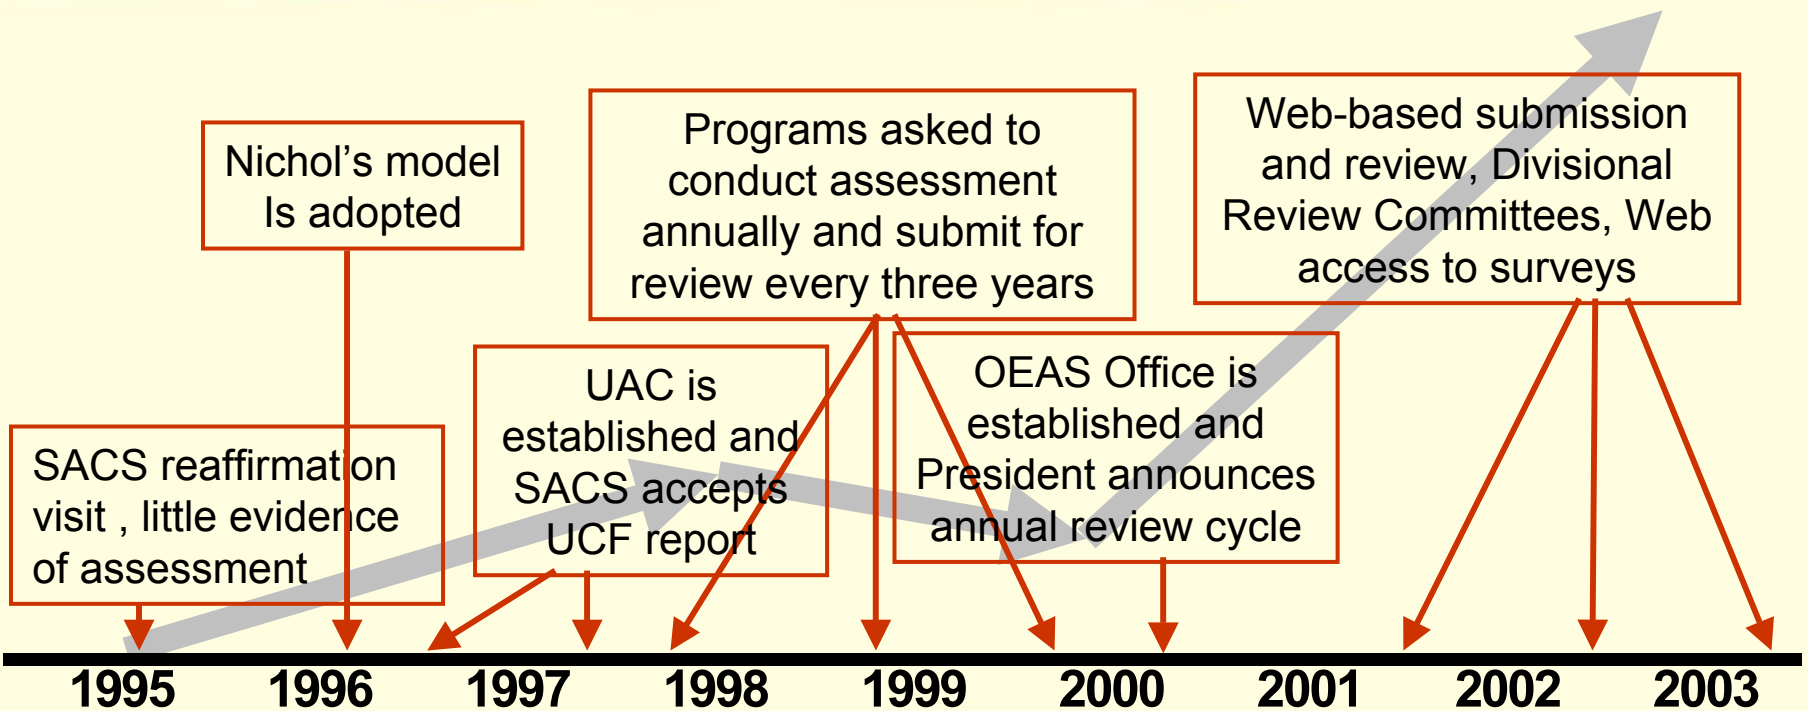 SACS reaffirmation
visit , little evidence
of assessment
Nichol’s model
Is adopted
UAC is
established and
SACS accepts
UCF report
Programs asked to
conduct assessment
annually and submit for
review every three years
OEAS Office is
established and
President announces
annual review cycle
Web-based submission
and review, Divisional
Review Committees, Web
access to surveys
1995 1996 1997 1998 1999 2000 2001 2002 2003